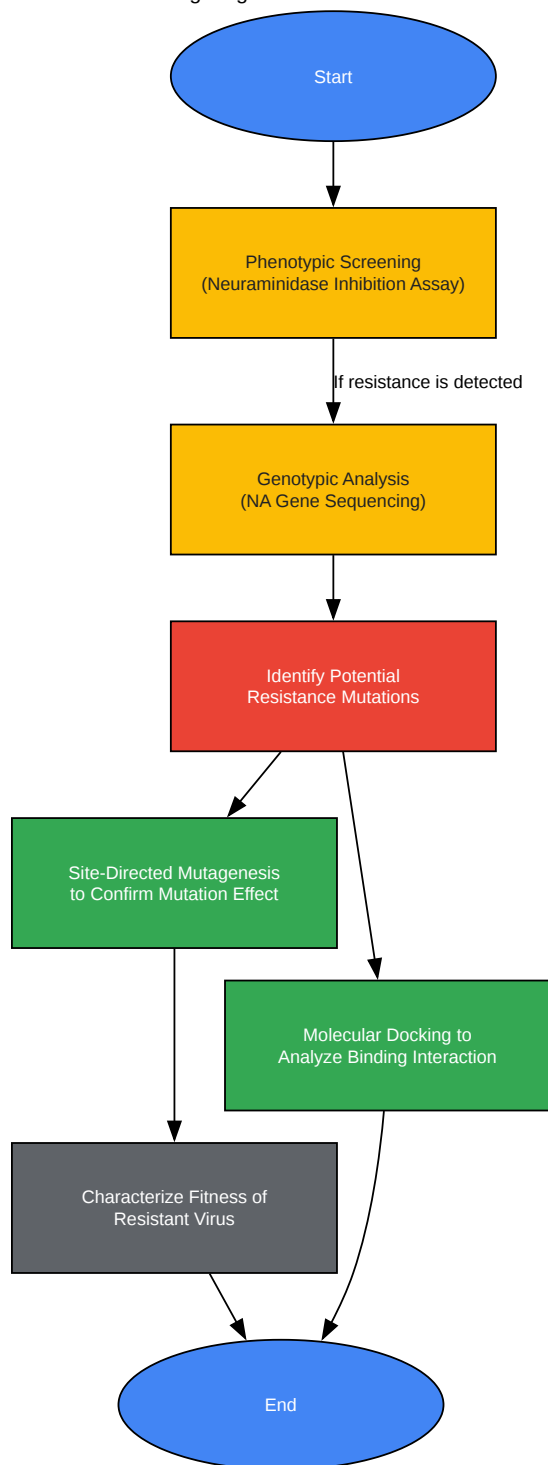 Start
Phenotypic Screening
(Neuraminidase Inhibition Assay)
If resistance is detected
Genotypic Analysis
(NA Gene Sequencing)
Identify Potential
Resistance Mutations
Site-Directed Mutagenesis
to Confirm Mutation Effect
Molecular Docking to
Analyze Binding Interaction
Characterize Fitness of
Resistant Virus
End